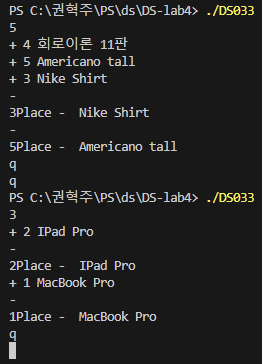 PS C:\권혁주\PS\ds\DS-lab4> ./DS033
5
+ 4 회로이론 11판
+ 5 Americano tall
+ 3 Nike Shirt
-
3Place -  Nike Shirt
-
5Place -  Americano tall
q
q
PS C:\권혁주\PS\ds\DS-lab4> ./DS033
3
+ 2 IPad Pro
-
2Place -  IPad Pro
+ 1 MacBook Pro
-
1Place -  MacBook Pro
q